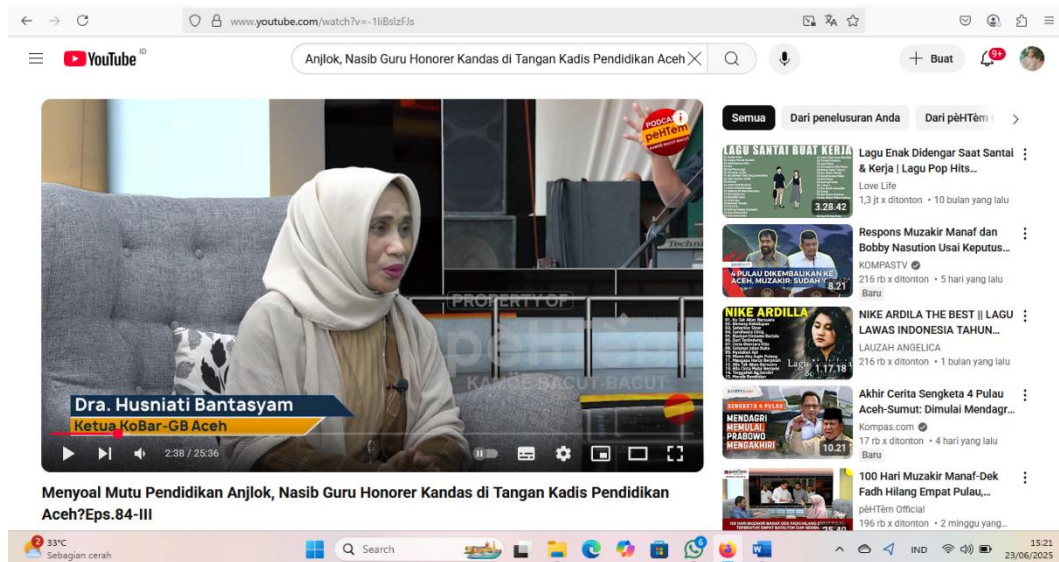 www.youtube.com/watch?v=-1liBslzFJs
YouTube ID
Anjlok, Nasib Guru Honorer Kandas di Tangan Kadis Pendidikan Aceh
Buat
9+
PODCAST
pèHTem
KAMOE BACUT-BACUT
Techni
PROPERTY OF
KAMOE BACUT-BACUT
Dra. Husniati Bantasyam
Ketua KoBar-GB Aceh
2:38 / 25:36
Menyoal Mutu Pendidikan Anjlok, Nasib Guru Honorer Kandas di Tangan Kadis Pendidikan
Aceh?Eps.84-III
Semua
Dari penelusuran Anda
Dari pèHTèm
LAGU SANTAI BUAT KERJA
3.28.42
Lagu Enak Didengar Saat Santai
& Kerja | Lagu Pop Hits...
Love Life
1,3 jt x ditonton • 10 bulan yang lalu
4 PULAU DIKEMBALIKAN KE
ACEH, MUZAKIR: SUDAH
8.21
Respons Muzakir Manaf dan
Bobby Nasution Usai Keputus...
KOMPASTV
216 rb x ditonton • 5 hari yang lalu
Baru
NIKE ARDILLA
1.17.18
NIKE ARDILA THE BEST || LAGU
LAWAS INDONESIA TAHUN...
LAUZAH ANGELICA
216 rb x ditonton • 1 bulan yang lalu
SENGKETA 4 PULAU
MENDAGRI
MEMULAI,
PRABOWO
MENGAKHIRI
10.21
Akhir Cerita Sengketa 4 Pulau
Aceh-Sumut: Dimulai Mendagr...
Kompas.com
17 rb x ditonton • 4 hari yang lalu
Baru
25.40
100 Hari Muzakir Manaf-Dek
Fadh Hilang Empat Pulau,...
pèHTèm Official
196 rb x ditonton • 2 minggu yang...
2
33°C
Sebagian cerah
Search
6
IND
15:21
23/06/2025